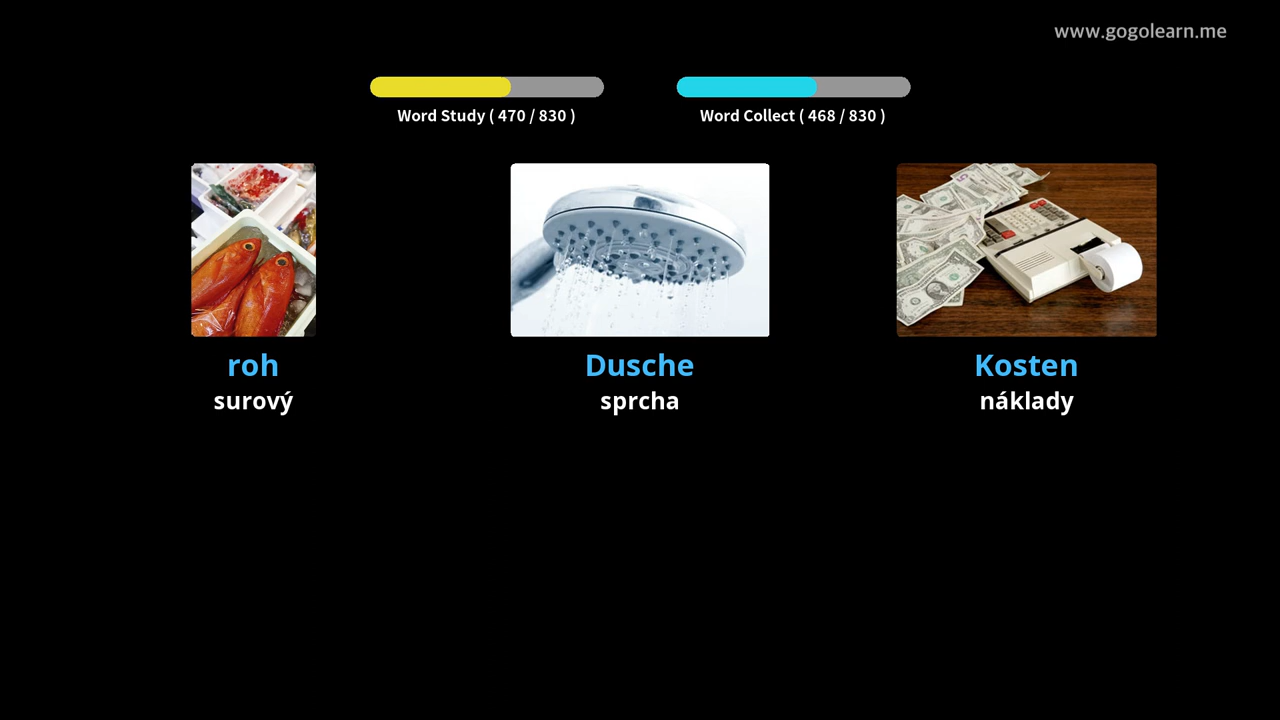 www.gogolearn.me
Word Study ( 470 / 830 )
Word Collect ( 468 / 830 )
roh
surový
Dusche
sprcha
Kosten
náklady